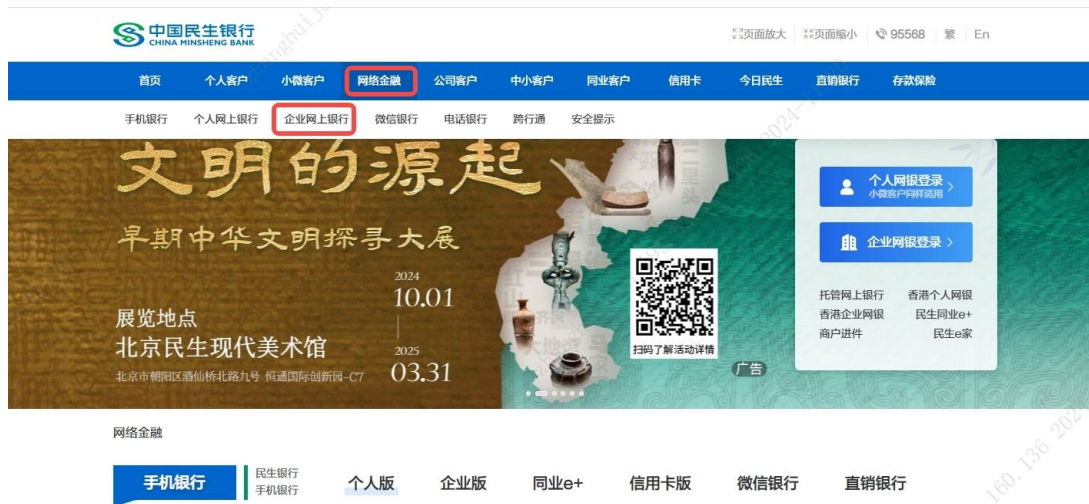 中国民生银行
CHINA MINSHENG BANK
页面放大 页面缩小 95568 繁 En
首页 个人客户 小微客户 网络金融 公司客户 中小客户 同业客户 信用卡 今日民生 直销银行 存款保险
手机银行 个人网上银行 企业网上银行 微信银行 电话银行 跨行通 安全提示
文明的源起
早期中华文明探寻大展
2024
10.01
展览地点
北京民生现代美术馆
2025
03.31
北京市朝阳区酒仙桥北路九号 恒通国际创新园-C7
扫码了解活动详情
广告
个人网银登录
小微客户同样适用
企业网银登录
托管网上银行 香港个人网银
香港企业网银 民生同业e+
商户进件 民生e家
网络金融
手机银行
民生银行
手机银行
个人版 企业版 同业e+ 信用卡版 微信银行 直销银行